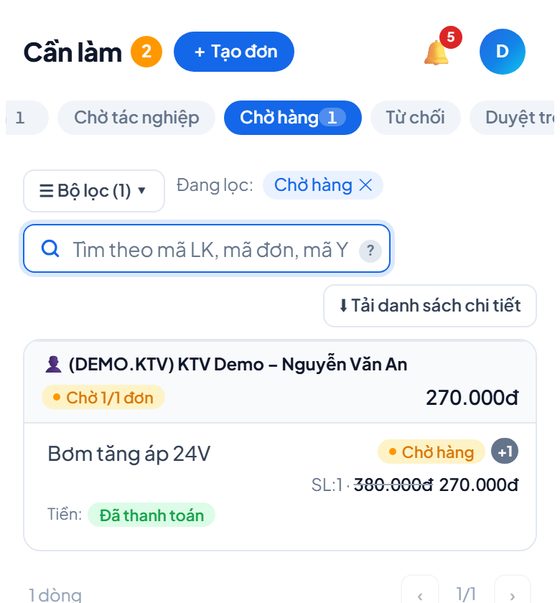 Cần làm 2 + Tạo đơn 5 D
1 Chờ tác nghiệp Chờ hàng 1 Từ chối Duyệt
Bộ lọc (1) ▼ Đang lọc: Chờ hàng ×
Tìm theo mã LK, mã đơn, mã Y ?
Tải danh sách chi tiết
(DEMO.KTV) KTV Demo – Nguyễn Văn An
Chờ 1/1 đơn 270.000đ
Bơm tăng áp 24V Chờ hàng +1
SL:1 · 380.000đ 270.000đ
Tiền: Đã thanh toán
1 dòng ‹ 1/1 ›